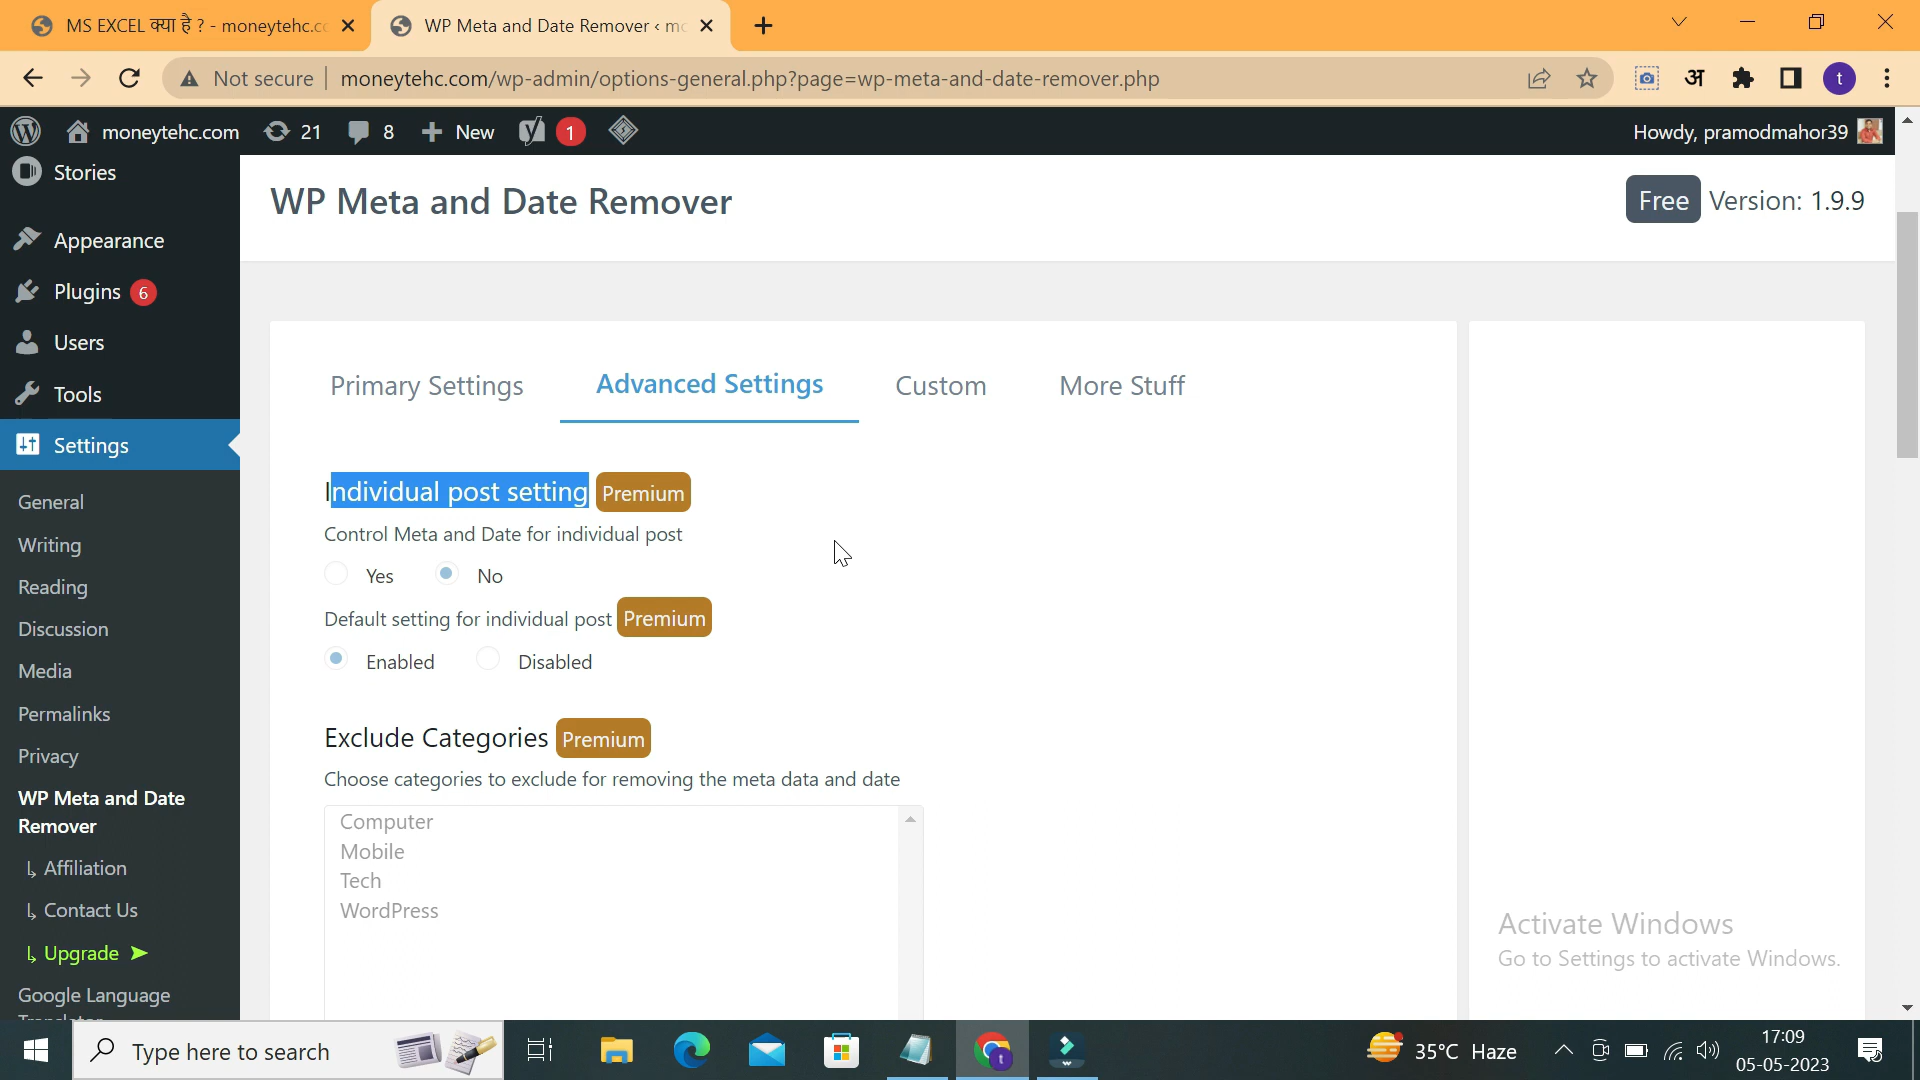 MS EXCEL क्या है ? - moneytehc.cc
WP Meta and Date Remover ‹ mo
Not secure
moneytehc.com/wp-admin/options-general.php?page=wp-meta-and-date-remover.php
अ
t
moneytehc.com
21
8
New
1
Howdy, pramodmahor39
Stories
Appearance
Plugins 6
Users
Tools
Settings
General
Writing
Reading
Discussion
Media
Permalinks
Privacy
WP Meta and Date
Remover
↳ Affiliation
↳ Contact Us
↳ Upgrade ➤
Google Language
Translator
WP Meta and Date Remover
Free Version: 1.9.9
Primary Settings
Advanced Settings
Custom
More Stuff
Individual post setting Premium
Control Meta and Date for individual post
Yes No
Default setting for individual post Premium
Enabled Disabled
Exclude Categories Premium
Choose categories to exclude for removing the meta data and date
Computer
Mobile
Tech
WordPress
Activate Windows
Go to Settings to activate Windows.
Type here to search
t
35°C Haze
17:09
05-05-2023